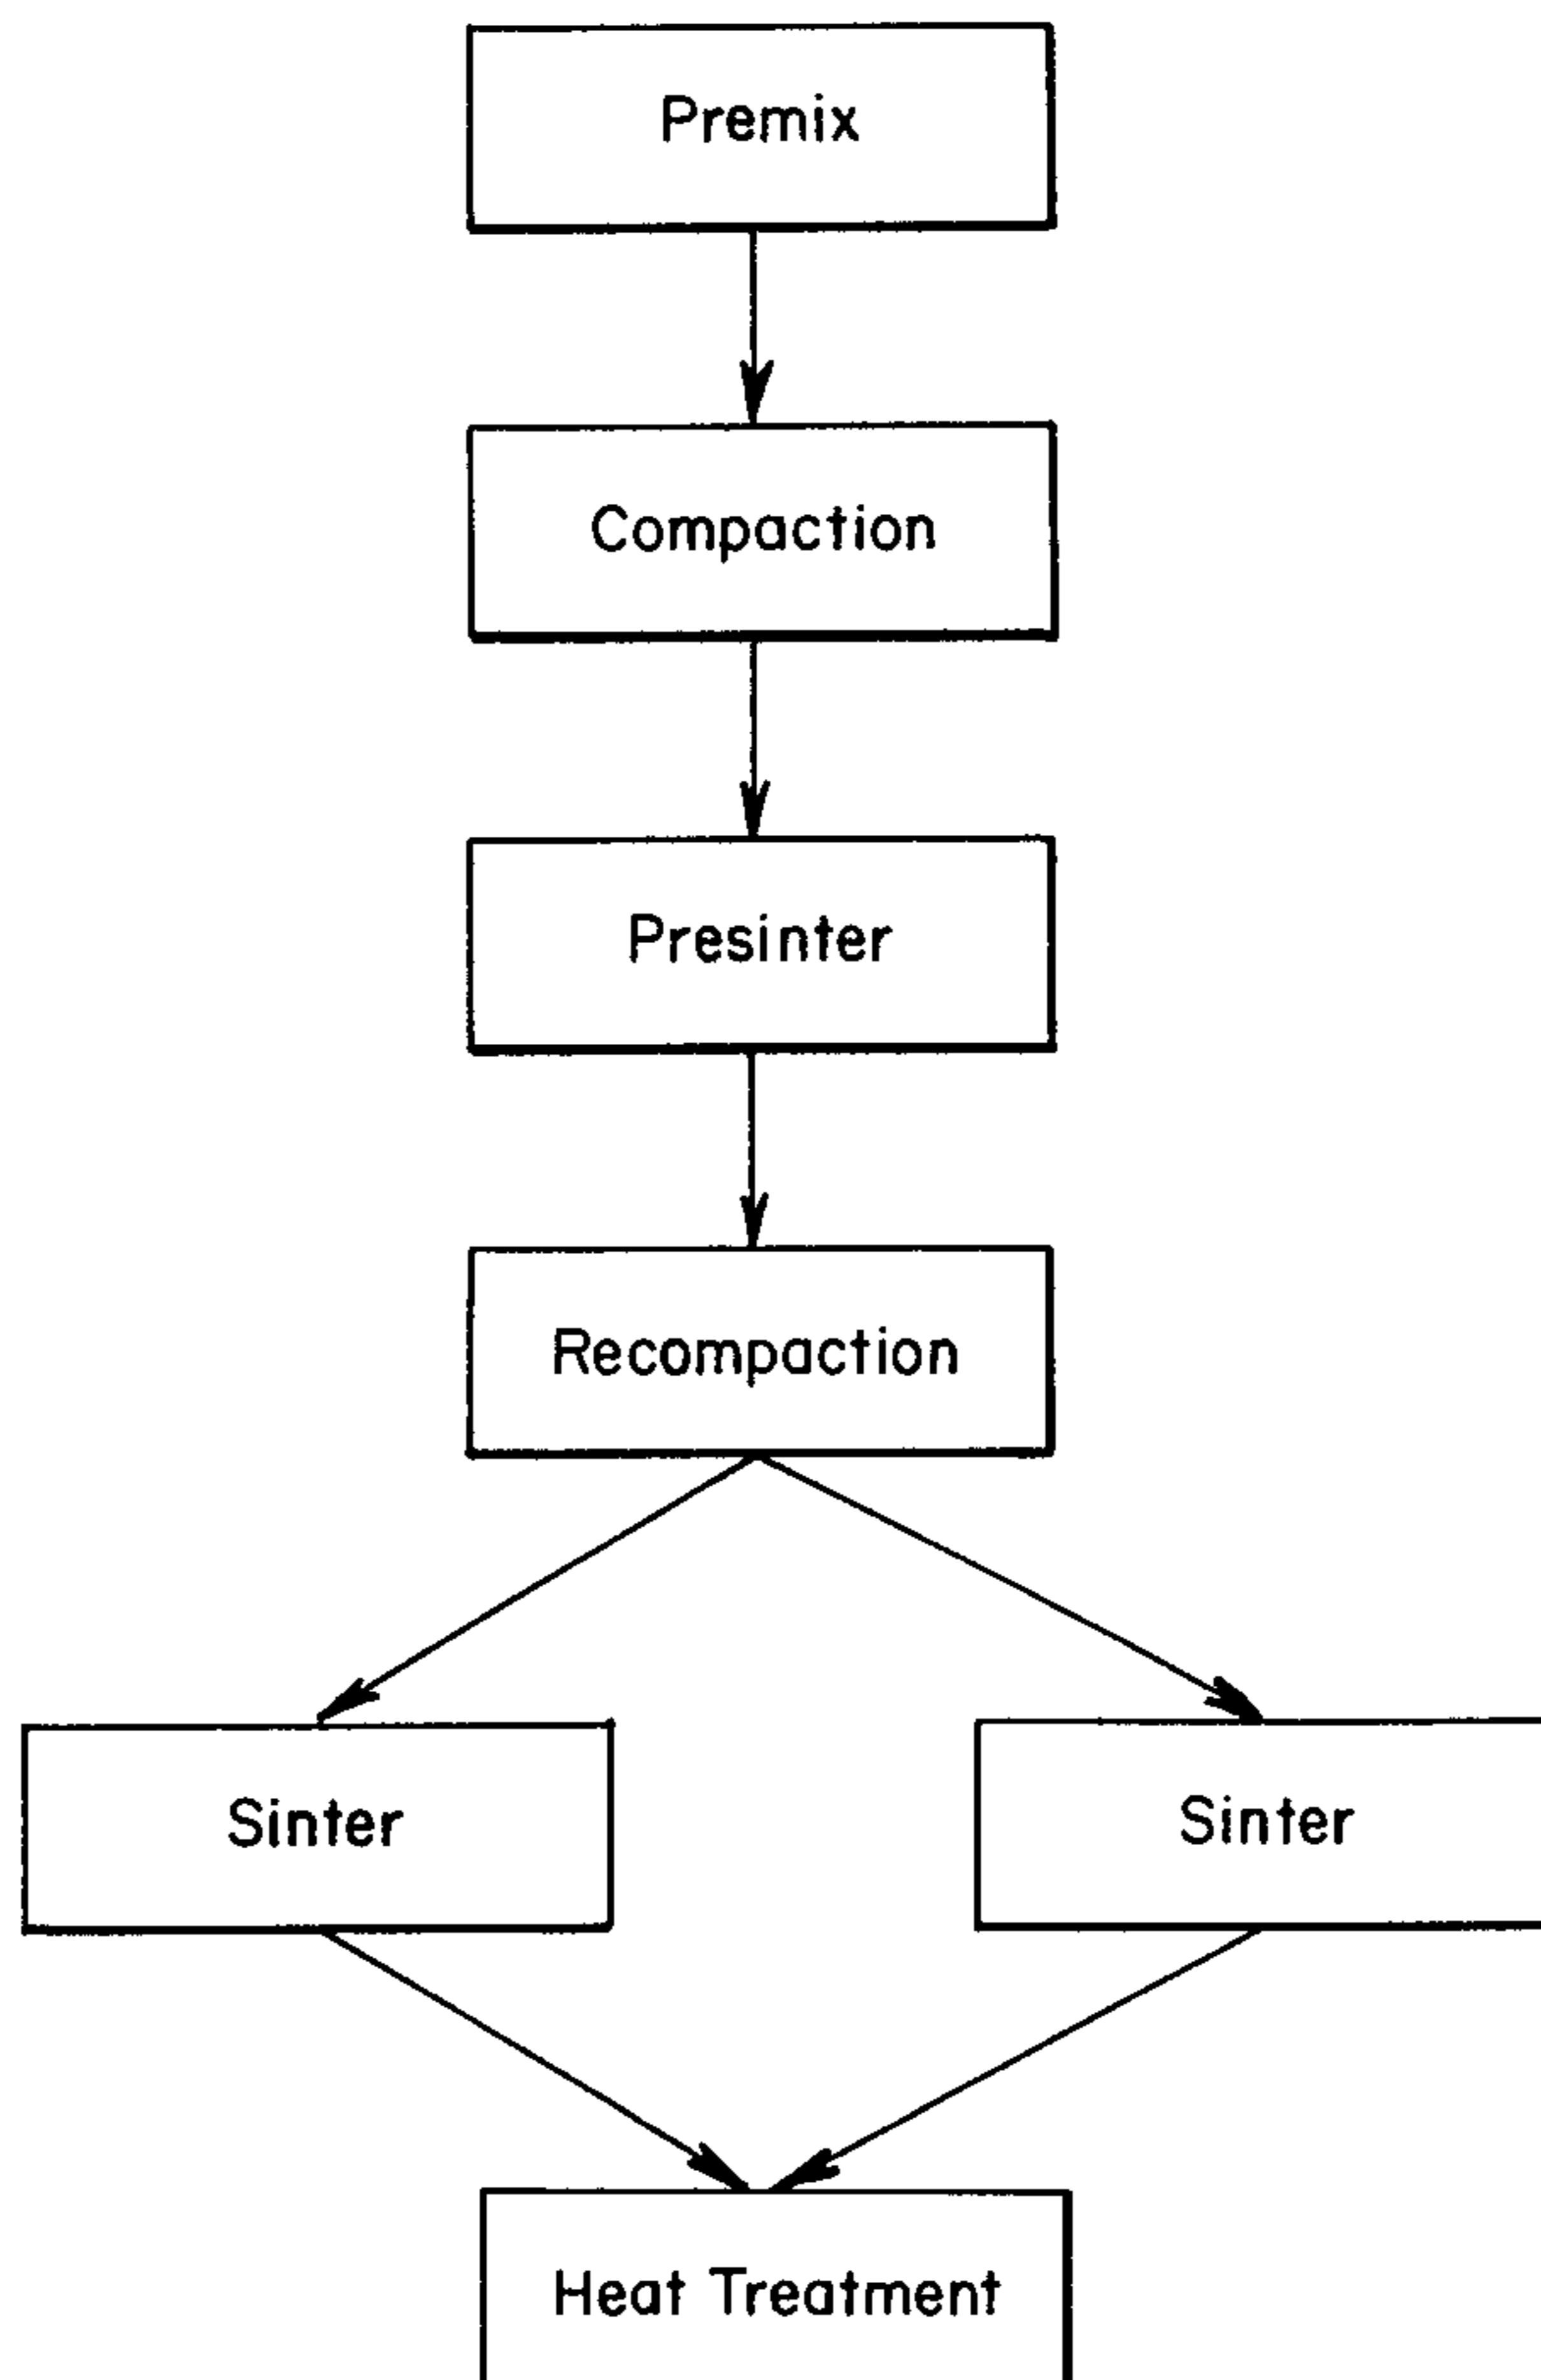 Premix
Compaction
Presinter
Recompaction
Sinter
Sinter
Heat Treatment